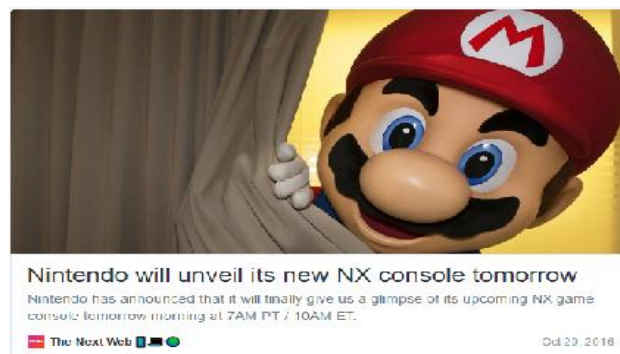 M
Nintendo will unveil its new NX console tomorrow
Nintendo has announced that it will finally give us a glimpse of its upcoming NX game
console tomorrow morning at 7AM PT / 10AM ET.
The Next Web
Oct 20, 2016